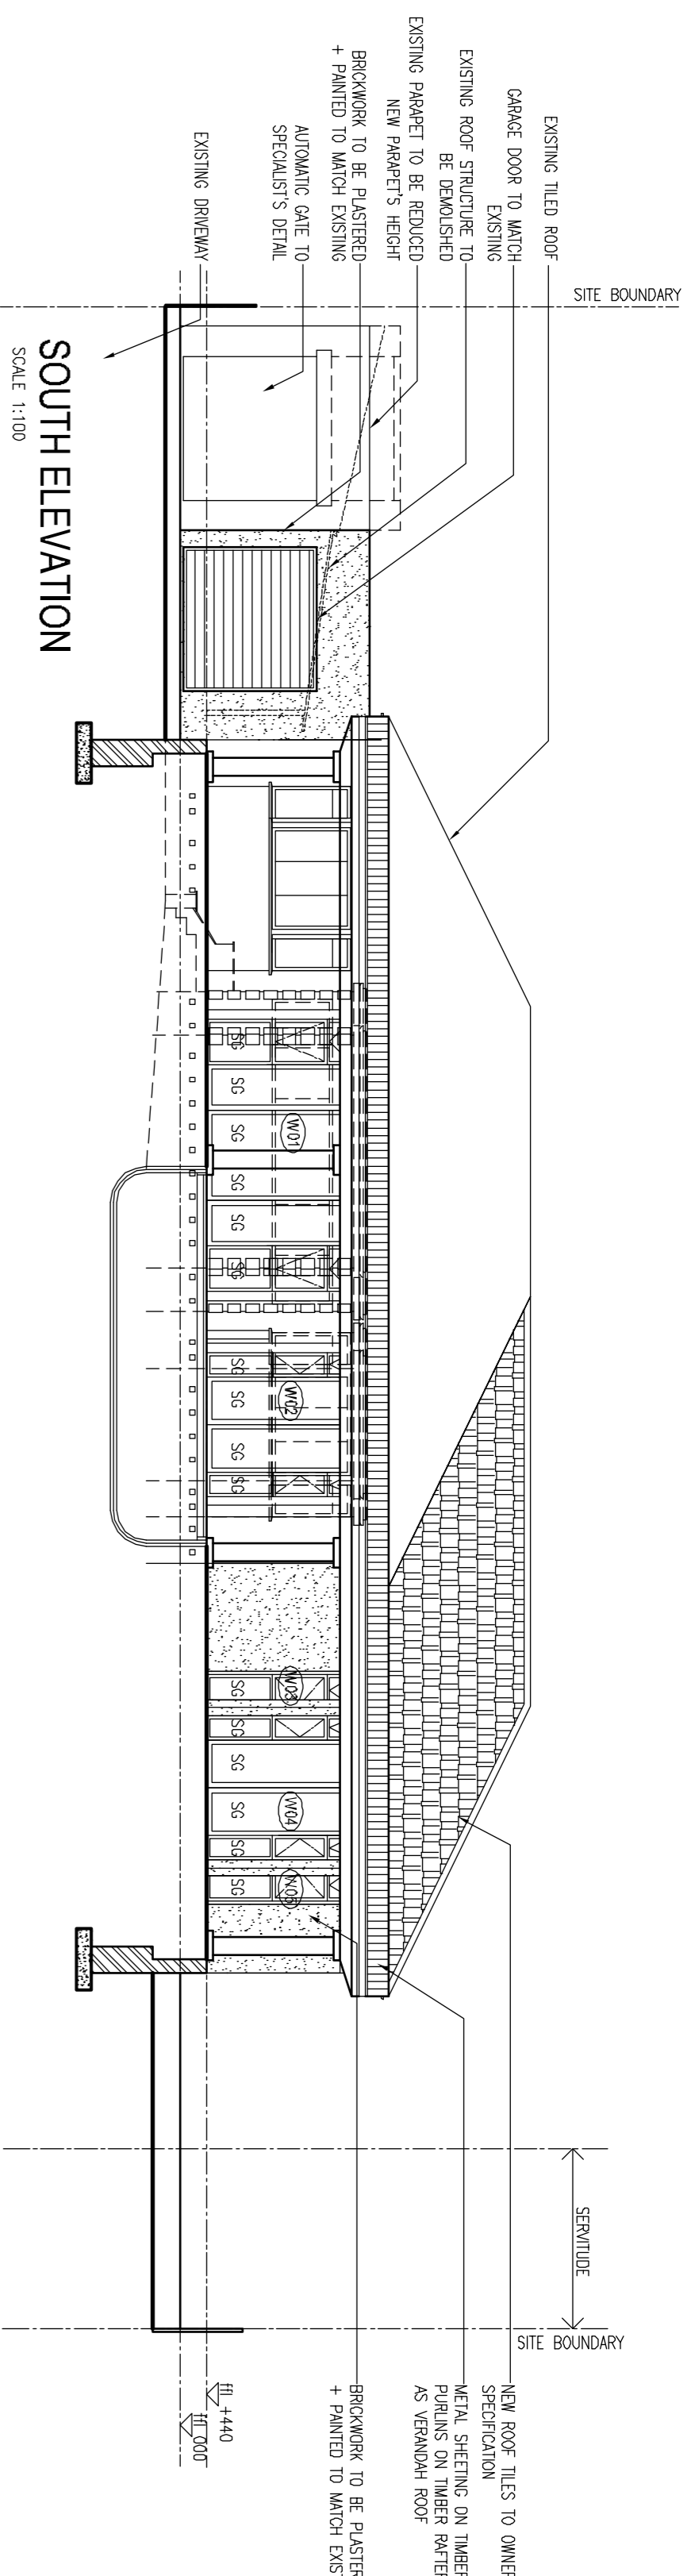 EXISTING TILED ROOF
GARAGE DOOR TO MATCH
EXISTING
EXISTING ROOF STRUCTURE TO
BE DEMOLISHED
EXISTING PARAPET TO BE REDUCED
NEW PARAPET'S HEIGHT
BRICKWORK TO BE PLASTERED
+ PAINTED TO MATCH EXISTING
AUTOMATIC GATE TO
SPECIALIST'S DETAIL
EXISTING DRIVEWAY
SITE BOUNDARY
SOUTH ELEVATION
SCALE 1:100
SG
SG
SG
W01
SG
SG
SG
SG
W02
SG
SG
SG
W03
SG
SG
SG
SG
W04
SG
W05
SG
SERVITUDE
SITE BOUNDARY
NEW ROOF TILES TO OWNER
SPECIFICATION
METAL SHEETING ON TIMBER
PURLINS ON TIMBER RAFTER
AS VERANDAH ROOF
BRICKWORK TO BE PLASTER
+ PAINTED TO MATCH EXIST
ffl +440
ffl 000